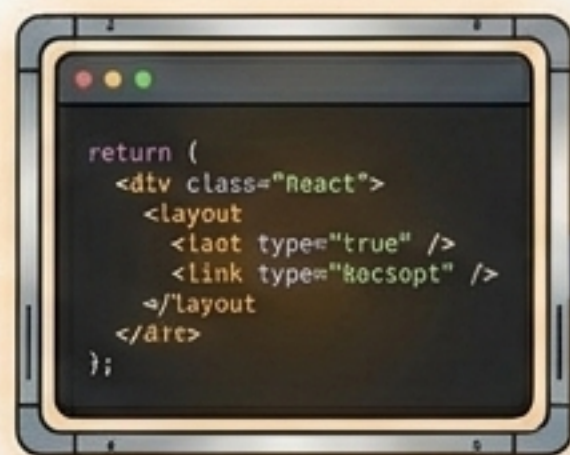 return (
<dtv class="React">
<layout
<laot type="true" />
<link type="Rocsopt" />
</layout
</arc>
);